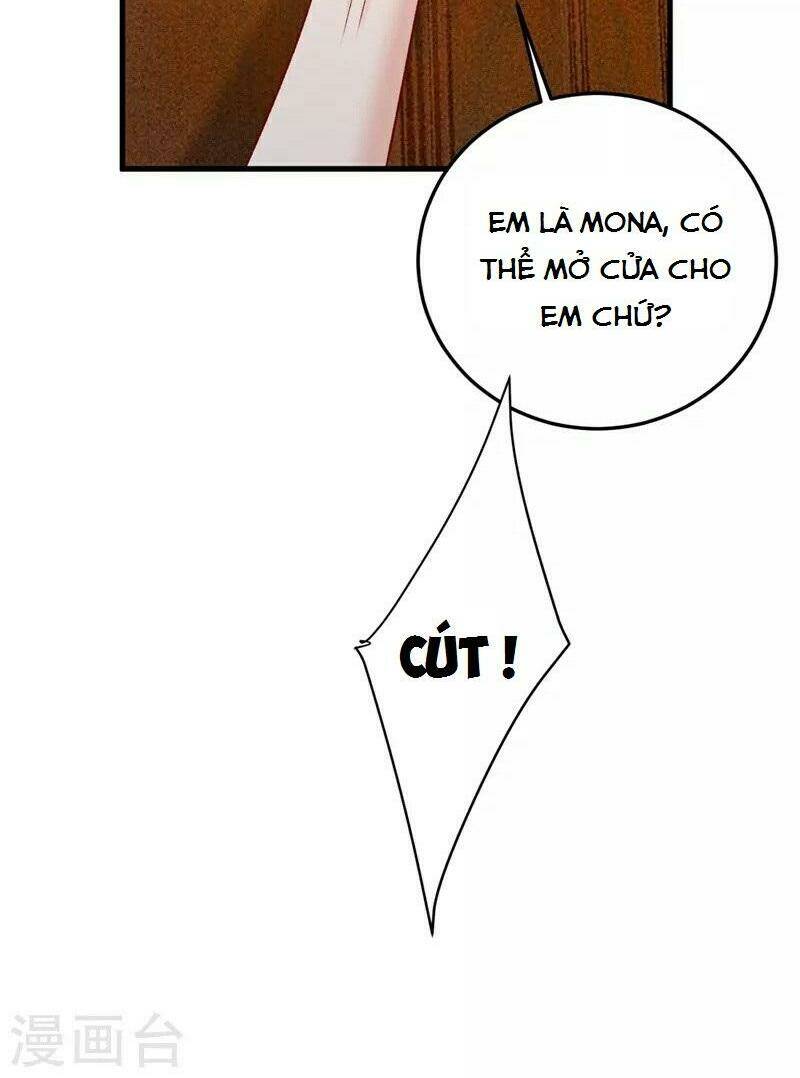 EM LÀ MONA, CÓ
THỂ MỞ CỬA CHO
EM CHỨ?
CÚT !
漫画台